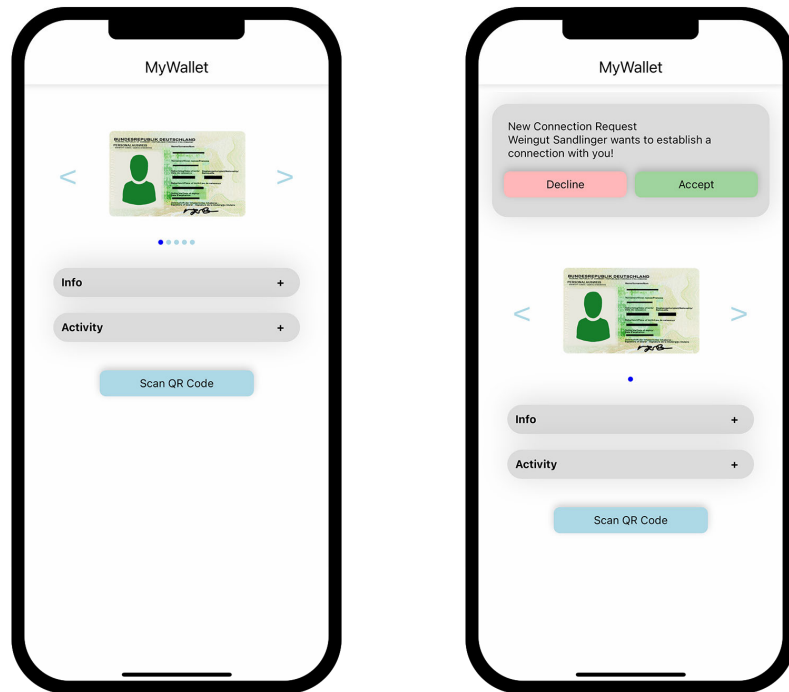 MyWallet
BUNDESREPUBLIK DEUTSCHLAND
PERSONALAUSWEIS
<
>
Info +
Activity +
Scan QR Code
MyWallet
New Connection Request
Weingut Sandlinger wants to establish a
connection with you!
Decline Accept
BUNDESREPUBLIK DEUTSCHLAND
PERSONALAUSWEIS
<
>
Info +
Activity +
Scan QR Code